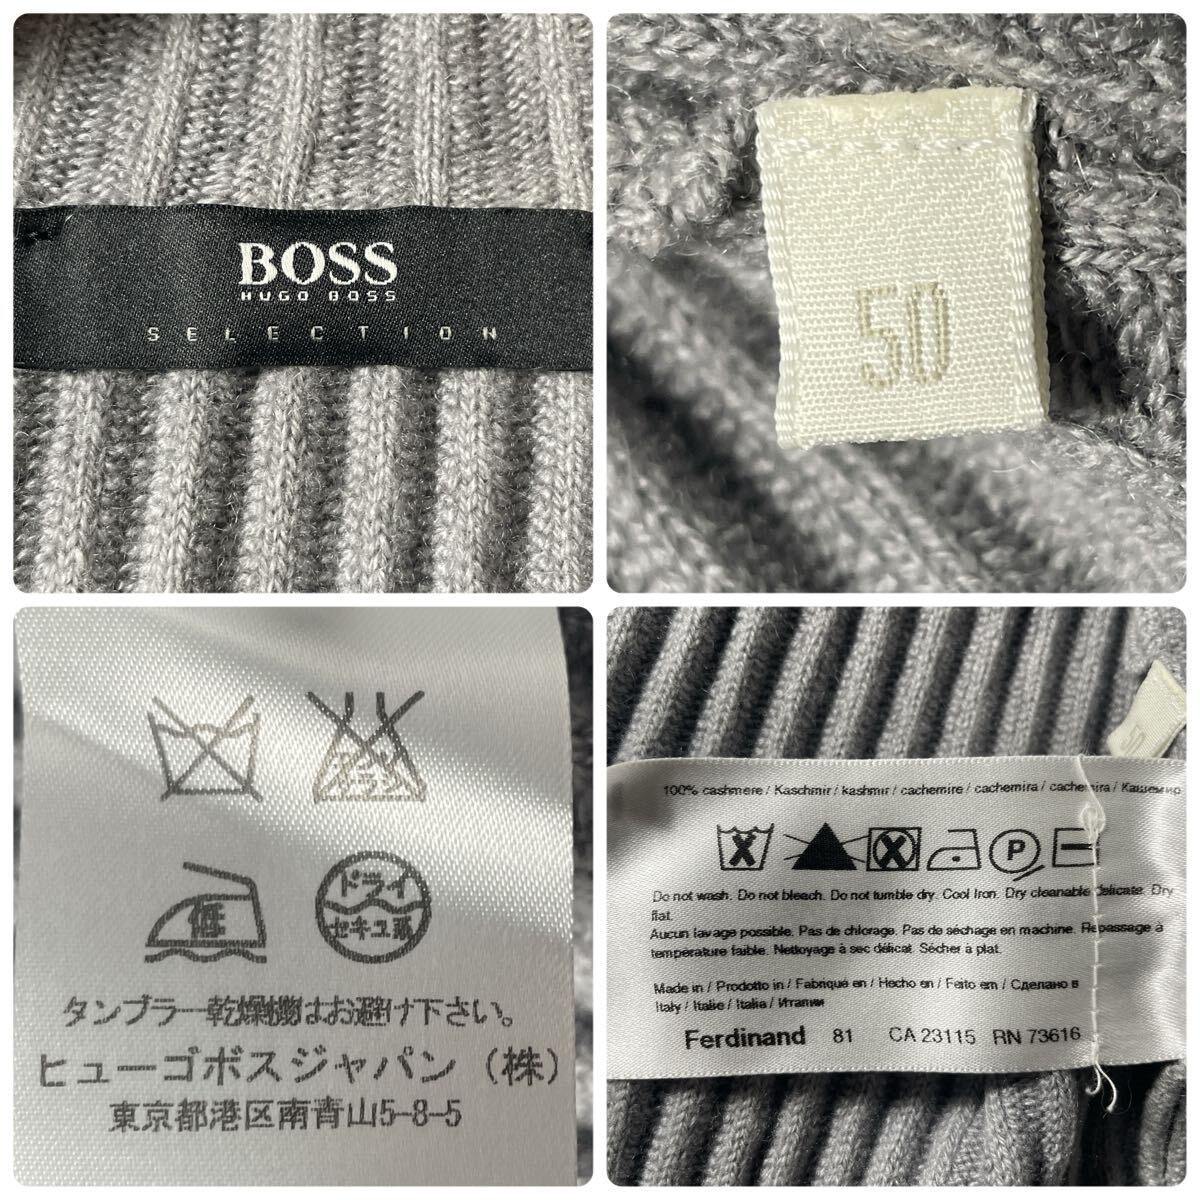 BOSS
HUGO BOSS
SELECTION
50
低
ドライ
セキユ系
タンブラー乾燥機はお避け下さい。
ヒューゴボスジャパン（株）
東京都港区南青山5-8-5
100% cashmere / Kaschmir / kashmir / cachemire / cachemira / cachemira / Кашемир
P
Do not wash. Do not bleach. Do not tumble dry. Cool Iron. Dry cleanable delicate. Dry
flat.
Aucun lavage possible. Pas de chlorage. Pas de séchage en machine. Repassage à
température faible. Nettoyage à sec délicat. Sécher à plat.
Made in / Prodotto in / Fabriqué en / Hecho en / Feito em / Сделано в
Italy / Italie / Italia / Италии
Ferdinand 81 CA 23115 RN 73616